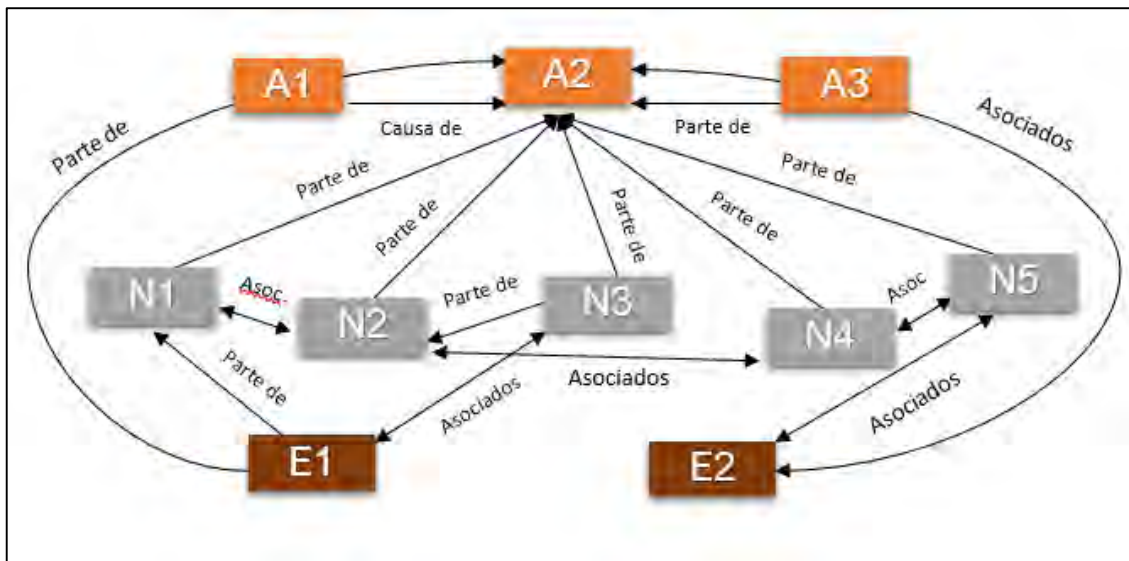 A1
A2
A3
Parte de
Causa de
Parte de
Asociados
Parte de
Parte de
Parte de
Parte de
Parte de
N1
Asoc
N2
Parte de
N3
N4
Asoc
N5
Parte de
Asociados
Asociados
Asociados
E1
E2